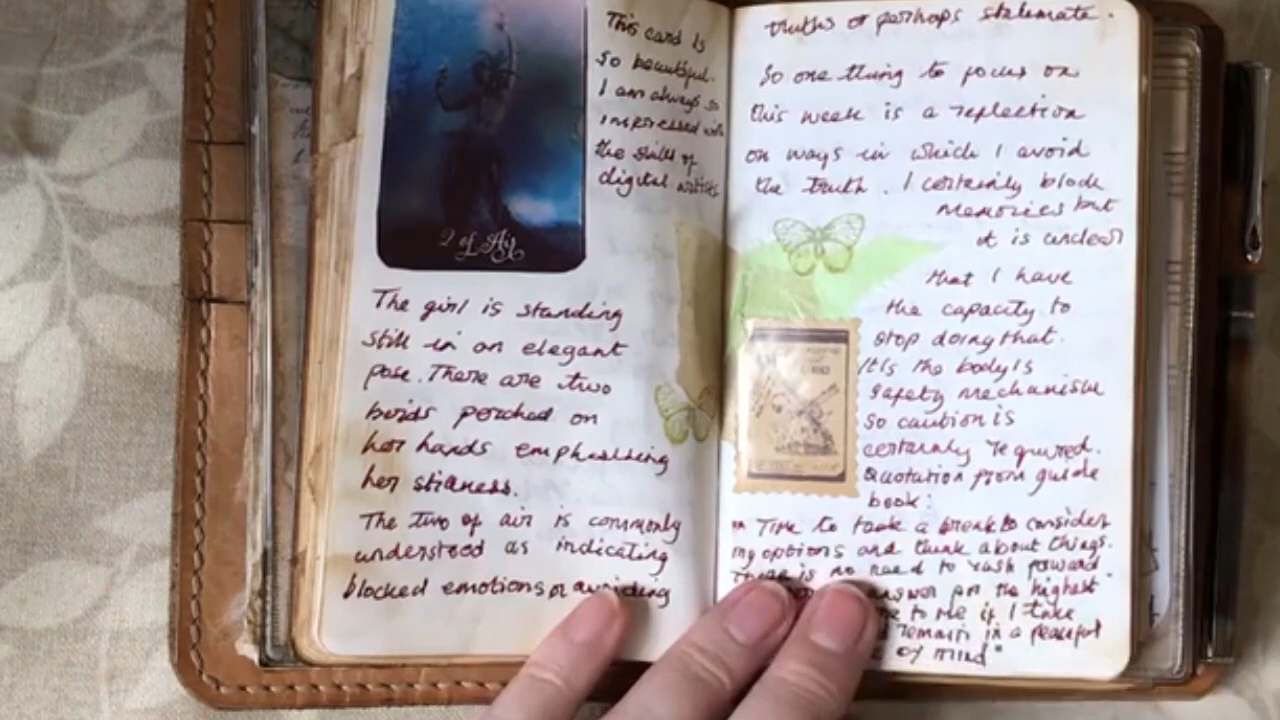 2 of Air
This card is
so beautiful.
I am always so
impressed with
the skills of
digital artists
The girl is standing
still in an elegant
pose. There are two
birds perched on
her hands emphasising
her stillness.
The two of air is commonly
understood as indicating
blocked emotions or avoiding
truths or perhaps stalemate.
So one thing to focus on
this week is a reflection
on ways in which I avoid
the truth. I certainly block
memories but
it is unclear
that I have
the capacity to
stop doing that.
It is the body's
safety mechanism
so caution is
certainly required.
Quotation from guide
book:
"Time to take a break to consider
my options and think about things.
There is no need to rush forward
answer for the highest
to me if I take
remain in a peaceful
of mind"